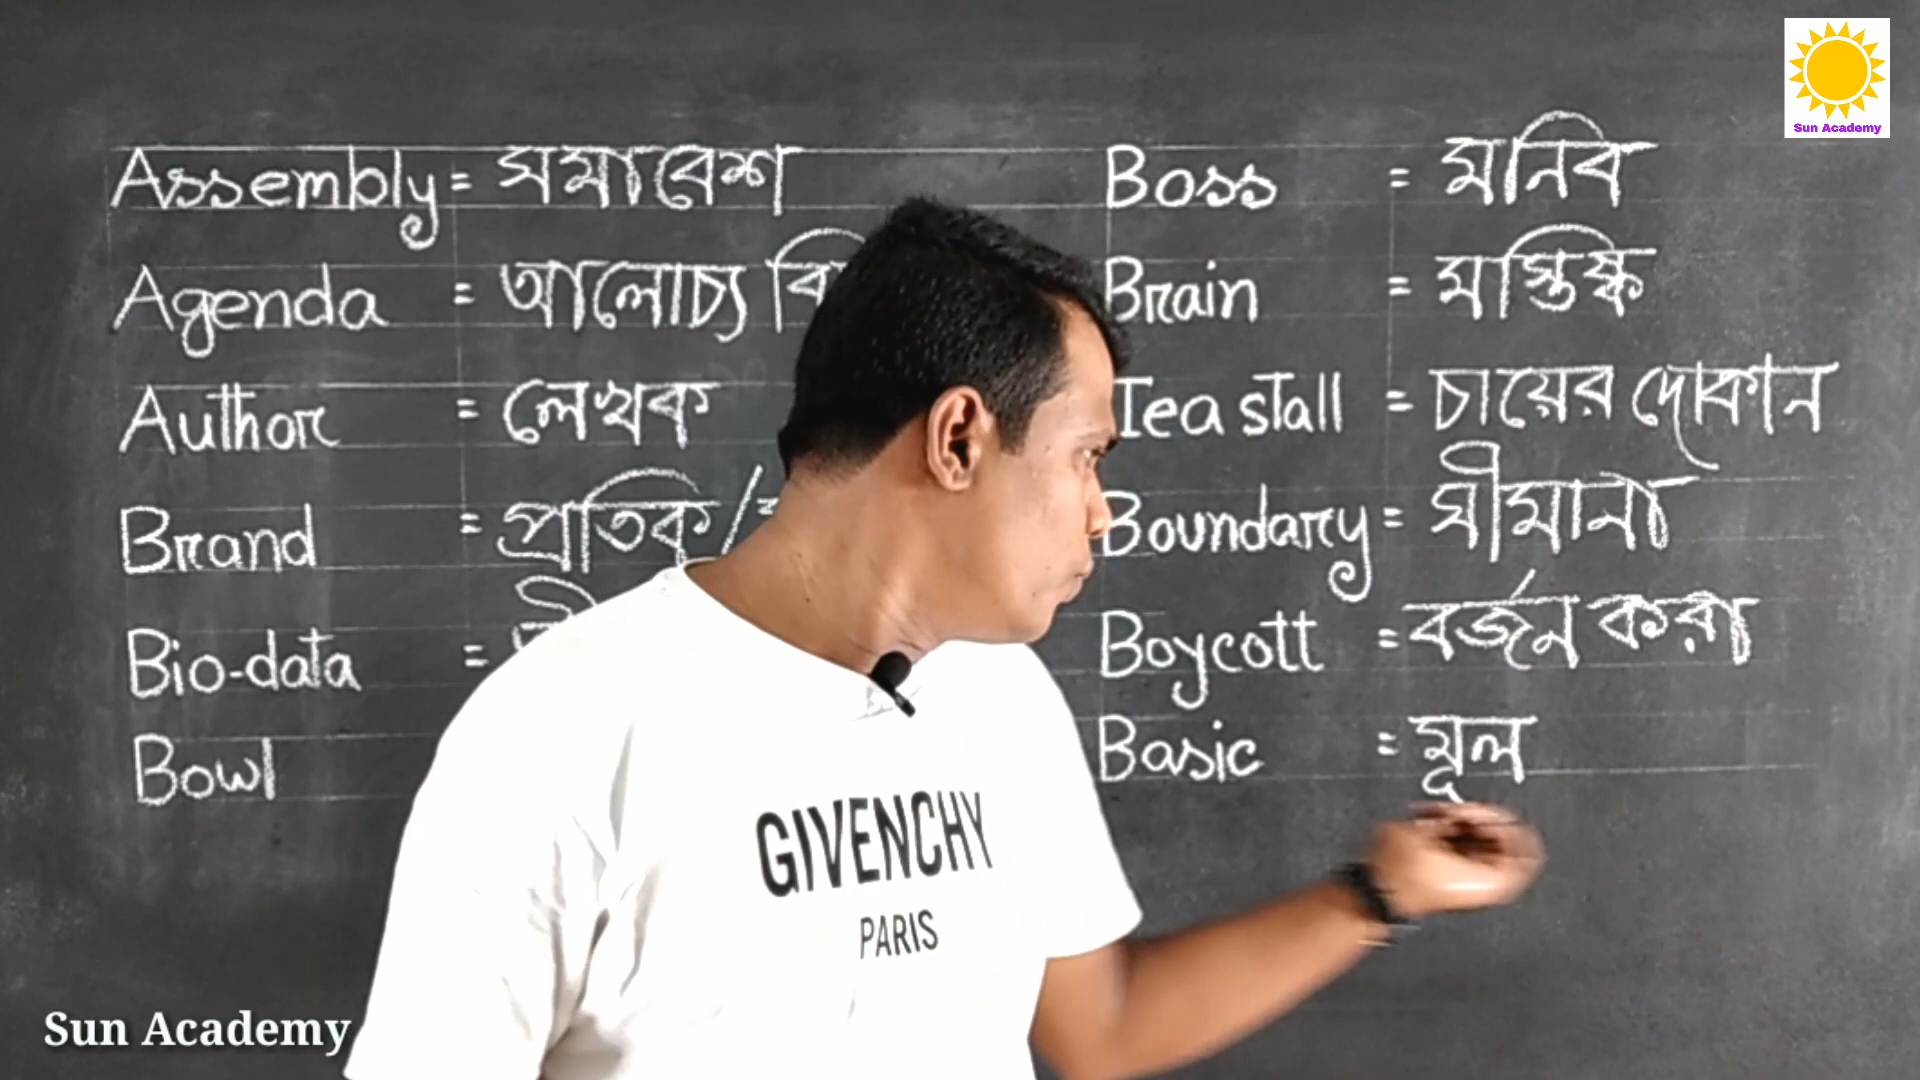 Assembly = সমাবেশ
Agenda = আলোচ্য
Author = লেখক
Brand = প্রতিক /
Bio-data =
Bowl
Boss = মনিব
Brain = মস্তিষ্ক
Tea stall = চায়ের দোকান
Boundary = সীমানা
Boycott = বর্জন করা
Basic = মূল
GIVENCHY
PARIS
Sun Academy
Sun Academy